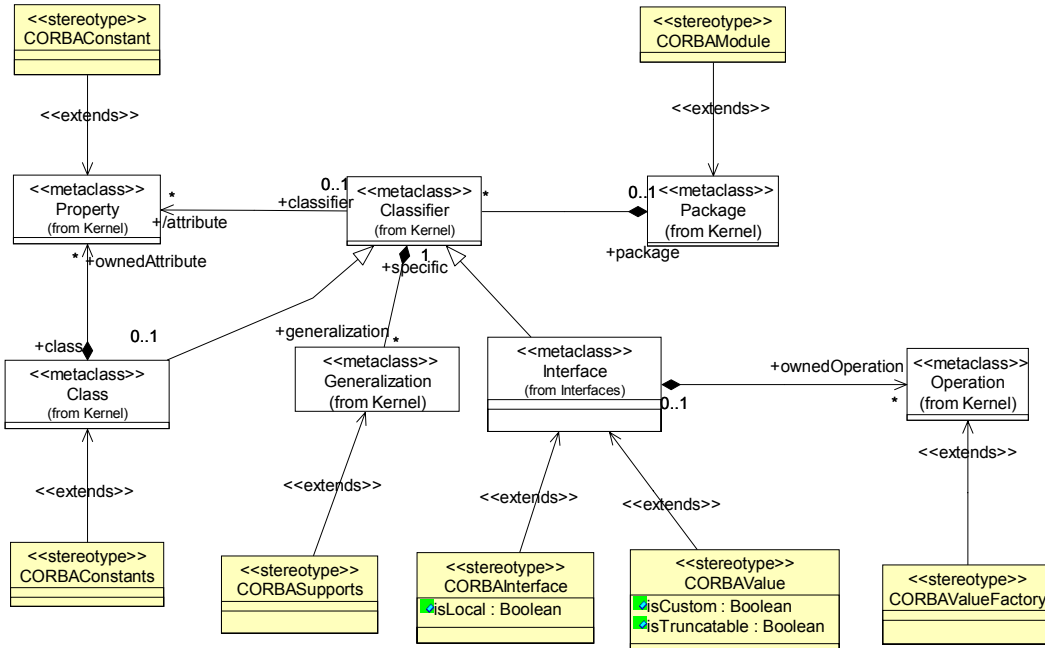 <<stereotype>>
CORBAConstant
<<stereotype>>
CORBAModule
<<extends>>
<<extends>>
<<metaclass>>
Property
(from Kernel)
*
+/attribute
0..1
+classifier
<<metaclass>>
Classifier
(from Kernel)
*
0..1
+package
<<metaclass>>
Package
(from Kernel)
*
+ownedAttribute
+specific
1
0..1
+class
+generalization
*
<<metaclass>>
Class
(from Kernel)
<<metaclass>>
Generalization
(from Kernel)
<<metaclass>>
Interface
(from Interfaces)
0..1
+ownedOperation
*
<<metaclass>>
Operation
(from Kernel)
<<extends>>
<<extends>>
<<extends>>
<<extends>>
<<extends>>
<<stereotype>>
CORBAConstants
<<stereotype>>
CORBASupports
<<stereotype>>
CORBAInterface
isLocal : Boolean
<<stereotype>>
CORBAValue
isCustom : Boolean
isTruncatable : Boolean
<<stereotype>>
CORBAValueFactory